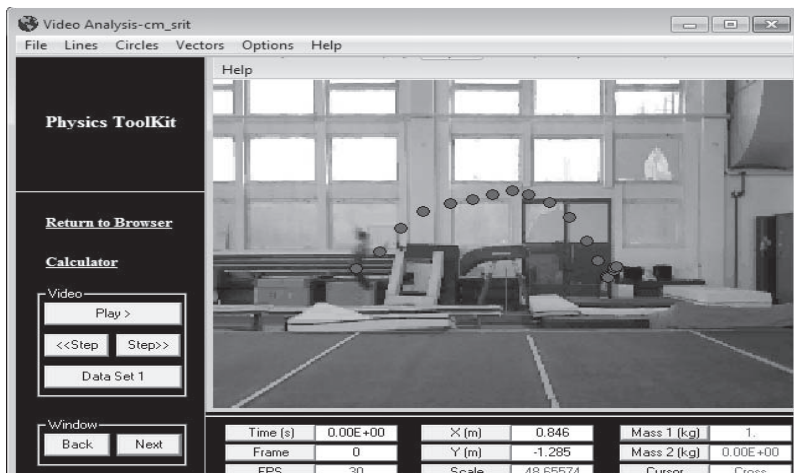 Video Analysis-cm_srit
File Lines Circles Vectors Options Help
Help
Physics ToolKit
Return to Browser
Calculator
Video
Play >
<<Step Step>>
Data Set 1
Window
Back Next
Time (s) 0.00E+00 X (m) 0.846 Mass 1 (kg) 1.
Frame 0 Y (m) -1.285 Mass 2 (kg) 0.00E+00
FPS 30 Scale 48.65574 Cursor Cross